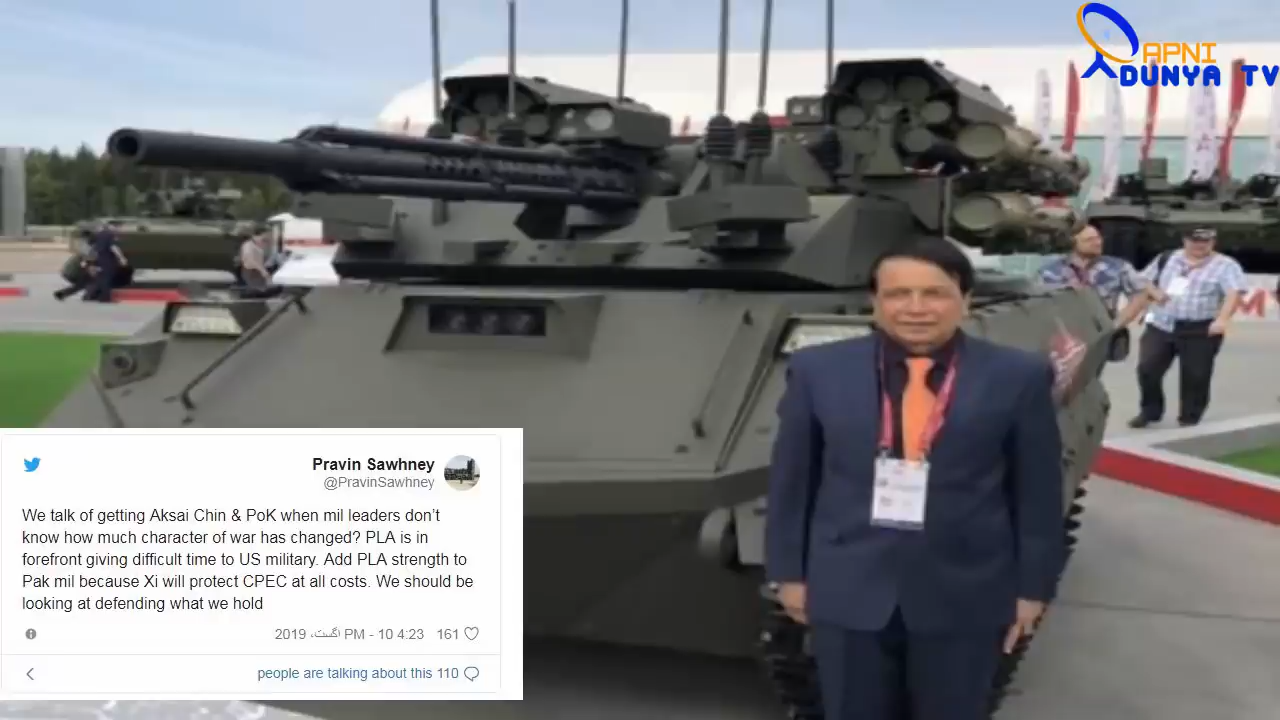 APNI
DUNYA TV
Pravin Sawhney
@PravinSawhney
We talk of getting Aksai Chin & PoK when mil leaders don't
know how much character of war has changed? PLA is in
forefront giving difficult time to US military. Add PLA strength to
Pak mil because Xi will protect CPEC at all costs. We should be
looking at defending what we hold
2019 ،اگست 10 - 4:23 PM 161
people are talking about this 110